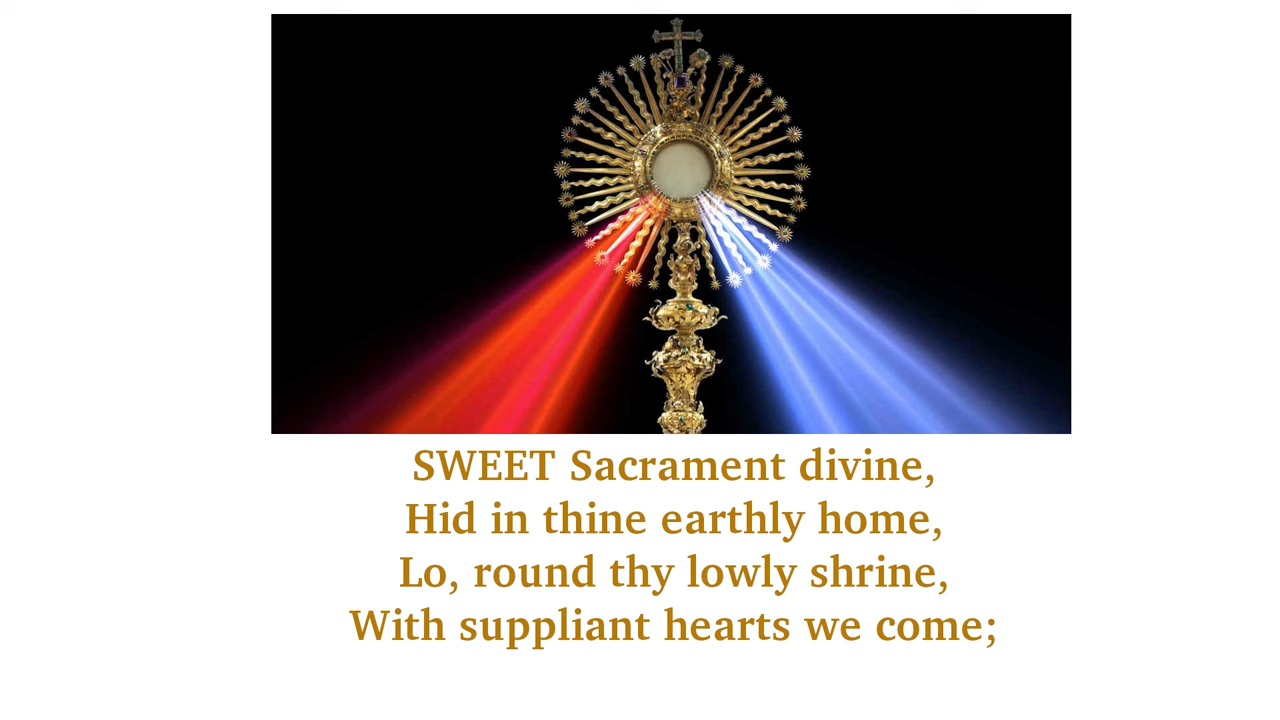 SWEET Sacrament divine,
Hid in thine earthly home,
Lo, round thy lowly shrine,
With suppliant hearts we come;